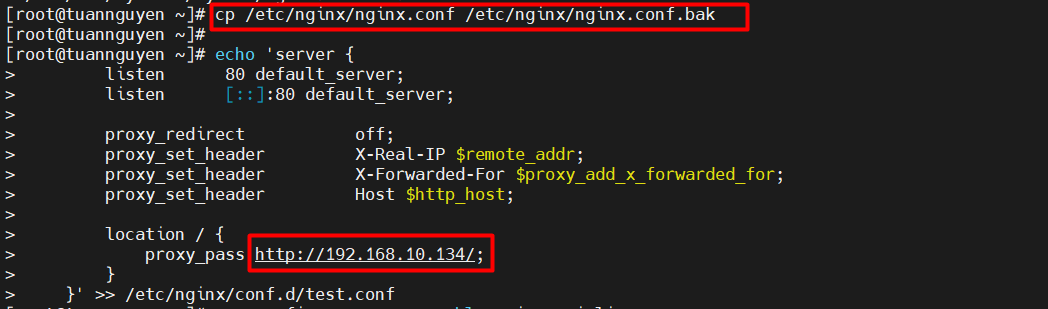 [root@tuannguyen ~]# cp /etc/nginx/nginx.conf /etc/nginx/nginx.conf.bak
[root@tuannguyen ~]#
[root@tuannguyen ~]# echo 'server {
>         listen      80 default_server;
>         listen      [::]:80 default_server;
>
>         proxy_redirect           off;
>         proxy_set_header         X-Real-IP $remote_addr;
>         proxy_set_header         X-Forwarded-For $proxy_add_x_forwarded_for;
>         proxy_set_header         Host $http_host;
>
>         location / {
>             proxy_pass http://192.168.10.134/;
>         }
>     }' >> /etc/nginx/conf.d/test.conf